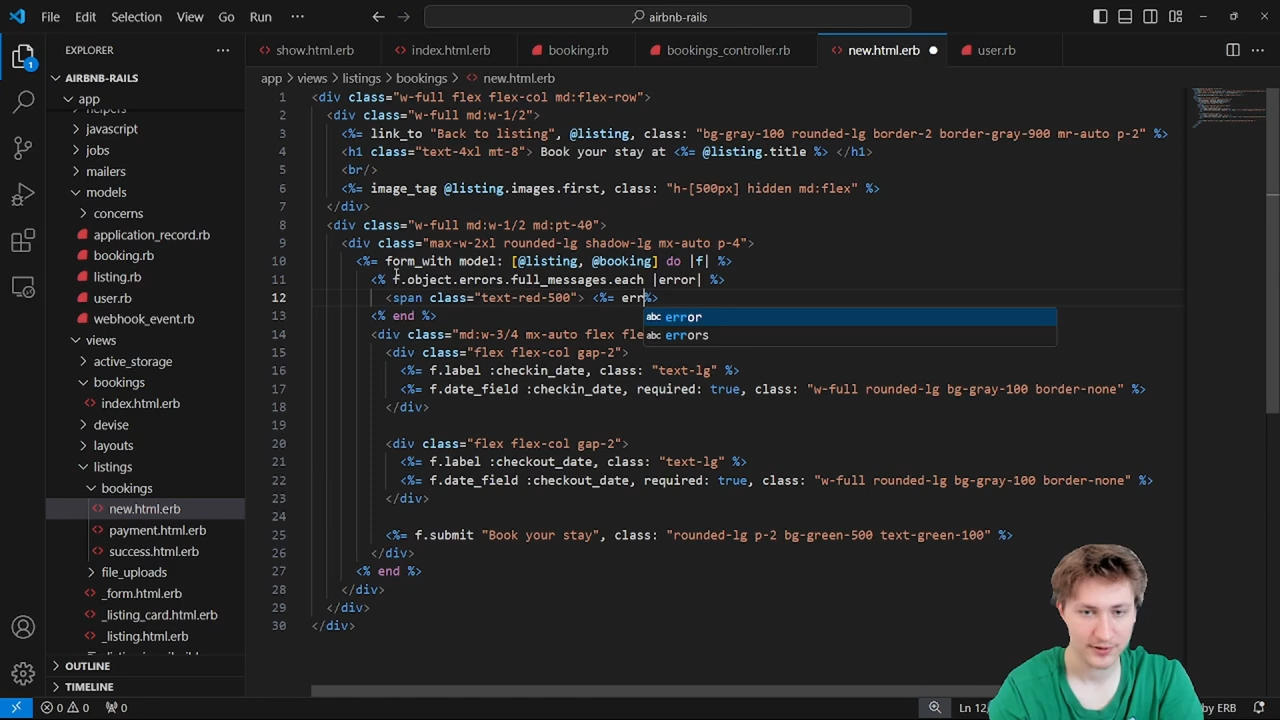 File Edit Selection View Go Run ··· airbnb-rails
EXPLORER ···
show.html.erb index.html.erb booking.rb bookings_controller.rb new.html.erb user.rb
AIRBNB-RAILS
app > views > listings > bookings > new.html.erb
app
helpers
javascript
jobs
mailers
models
concerns
application_record.rb
booking.rb
listing.rb
user.rb
webhook_event.rb
views
active_storage
bookings
index.html.erb
devise
layouts
listings
bookings
new.html.erb
payment.html.erb
success.html.erb
file_uploads
_form.html.erb
_listing_card.html.erb
_listing.html.erb
OUTLINE
TIMELINE
1 <div class="w-full flex flex-col md:flex-row">
2 <div class="w-full md:w-1/2">
3 <%= link_to "Back to listing", @listing, class: "bg-gray-100 rounded-lg border-2 border-gray-900 mr-auto p-2" %>
4 <h1 class="text-4xl mt-8"> Book your stay at <%= @listing.title %> </h1>
5 <br/>
6 <%= image_tag @listing.images.first, class: "h-[500px] hidden md:flex" %>
7 </div>
8 <div class="w-full md:w-1/2 md:pt-40">
9 <div class="max-w-2xl rounded-lg shadow-lg mx-auto p-4">
10 <%= form_with model: [@listing, @booking] do |f| %>
11 <% f.object.errors.full_messages.each |error| %>
12 <span class="text-red-500"> <%= err%>
13 <% end %>
14 <div class="md:w-3/4 mx-auto flex fle
error
errors
15 <div class="flex flex-col gap-2">
16 <%= f.label :checkin_date, class: "text-lg" %>
17 <%= f.date_field :checkin_date, required: true, class: "w-full rounded-lg bg-gray-100 border-none" %>
18 </div>
19
20 <div class="flex flex-col gap-2">
21 <%= f.label :checkout_date, class: "text-lg" %>
22 <%= f.date_field :checkout_date, required: true, class: "w-full rounded-lg bg-gray-100 border-none" %>
23 </div>
24
25 <%= f.submit "Book your stay", class: "rounded-lg p-2 bg-green-500 text-green-100" %>
26 </div>
27 <% end %>
28 </div>
29 </div>
30 </div>
1
0 0 0 Ln 12, by ERB